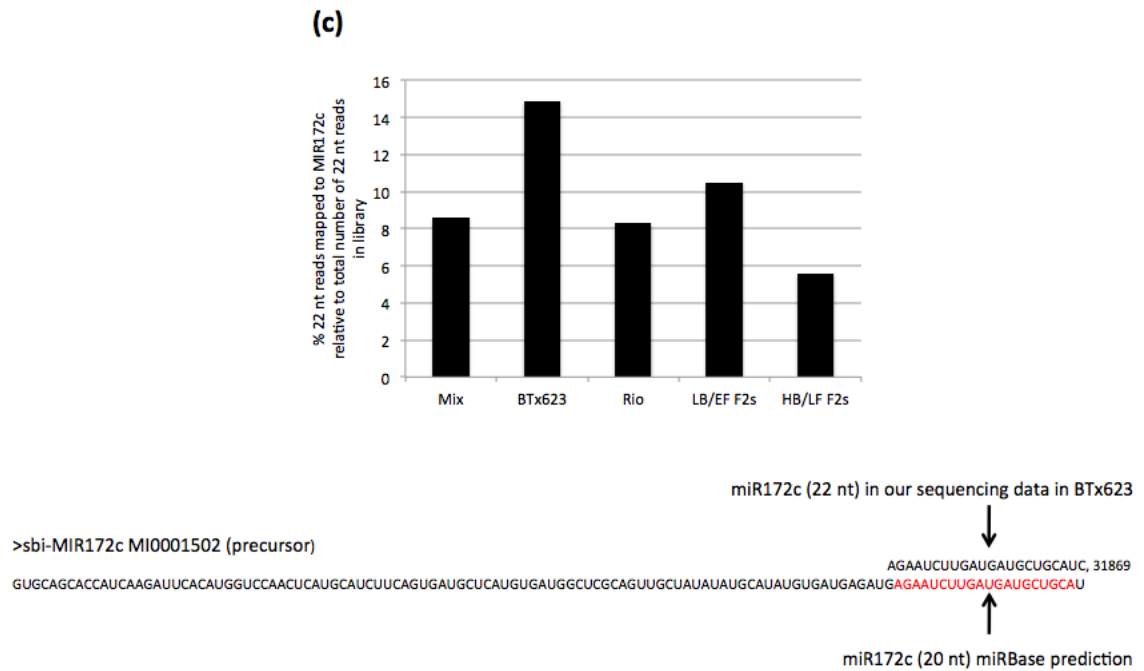 (c)
% 22 nt reads mapped to MIR172c
relative to total number of 22 nt reads
in library
16
14
12
10
8
6
4
2
0
Mix BTx623 Rio LB/EF F2s HB/LF F2s
miR172c (22 nt) in our sequencing data in BTx623
>sbi-MIR172c MI0001502 (precursor)
AGAAUCUUGAUGAUGCUGCAUC, 31869
GUGCAGCACCAUCAAGAUUCACAUGGUCCAACUCAUGCAUCUUCAGUGAUGCUCAUGUGAUGGCUCGCAGUUGCUAUAUAUGCAUAUGUGAUGAGAUGAGAAUCUUGAUGAUGCUGCAU
miR172c (20 nt) miRBase prediction